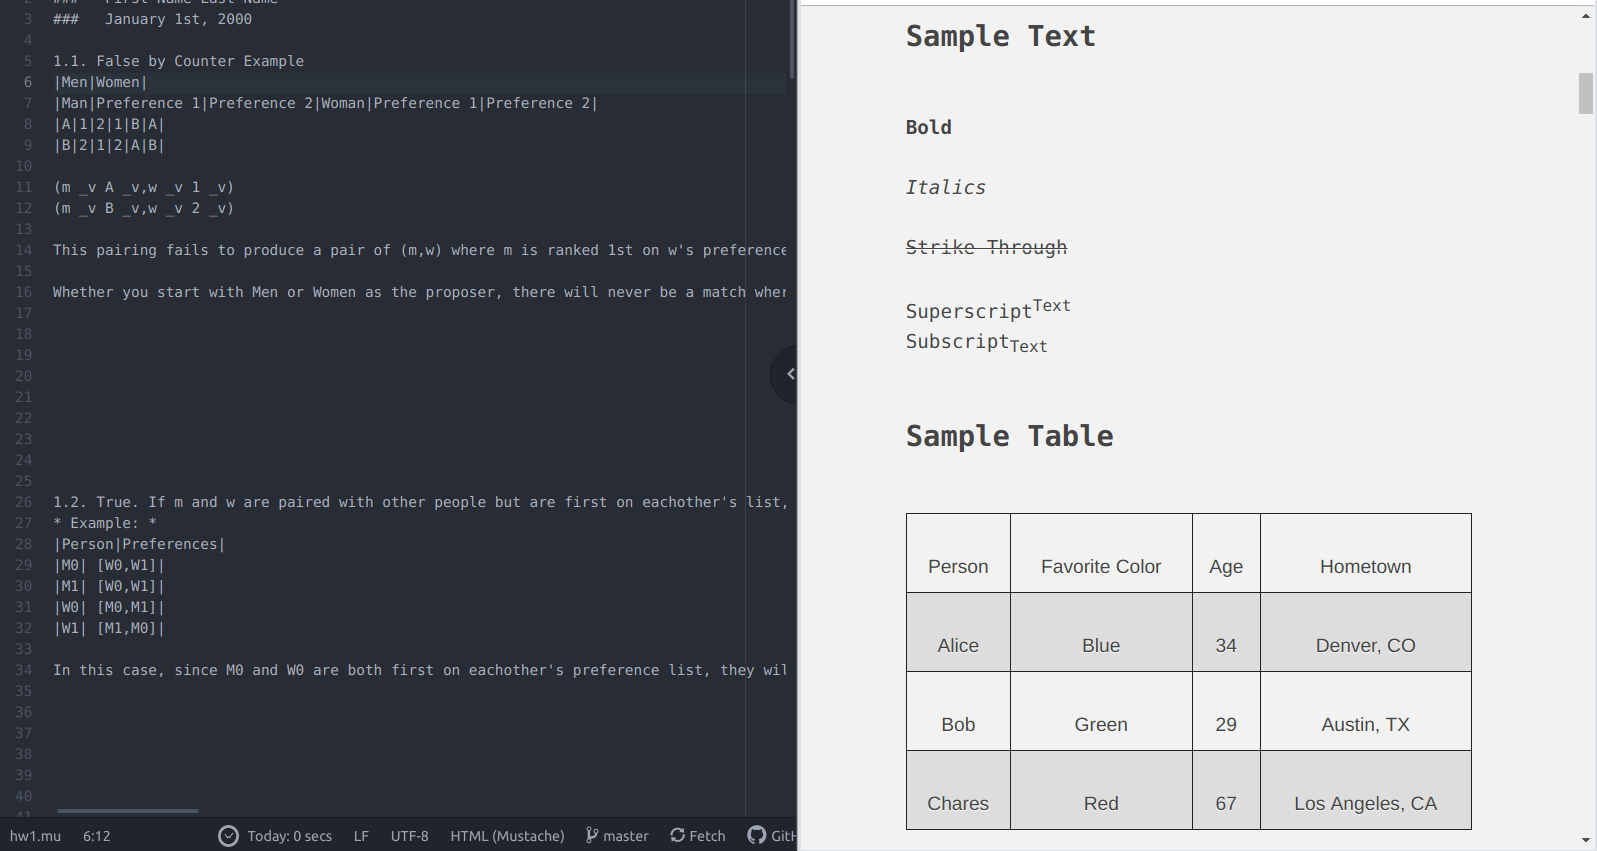 2 ### First Name Last Name
3 ### January 1st, 2000
4
5 1.1. False by Counter Example
6 |Men|Women|
7 |Man|Preference 1|Preference 2|Woman|Preference 1|Preference 2|
8 |A|1|2|1|B|A|
9 |B|2|1|2|A|B|
10
11 (m _v A _v,w _v 1 _v)
12 (m _v B _v,w _v 2 _v)
13
14 This pairing fails to produce a pair of (m,w) where m is ranked 1st on w's preference
15
16 Whether you start with Men or Women as the proposer, there will never be a match wher
17
18
19
20
21
22
23
24
25
26 1.2. True. If m and w are paired with other people but are first on eachother's list,
27 * Example: *
28 |Person|Preferences|
29 |M0| [W0,W1]|
30 |M1| [W0,W1]|
31 |W0| [M0,M1]|
32 |W1| [M1,M0]|
33
34 In this case, since M0 and W0 are both first on eachother's preference list, they wil
35
36
37
38
39
40
41
hw1.mu 6:12 Today: 0 secs LF UTF-8 HTML (Mustache) master Fetch GitH
Sample Text
Bold
Italics
Strike Through
SuperscriptText
SubscriptText
Sample Table
Person Favorite Color Age Hometown
Alice Blue 34 Denver, CO
Bob Green 29 Austin, TX
Chares Red 67 Los Angeles, CA